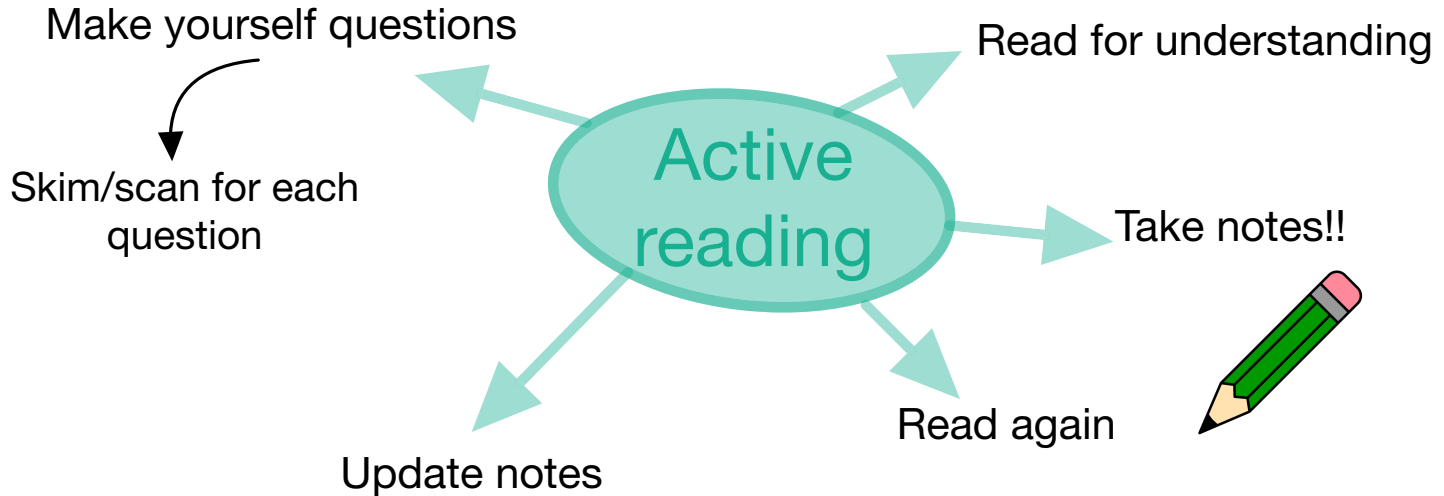 Make yourself questions
Read for understanding
Active
reading
Skim/scan for each
question
Take notes!!
Read again
Update notes